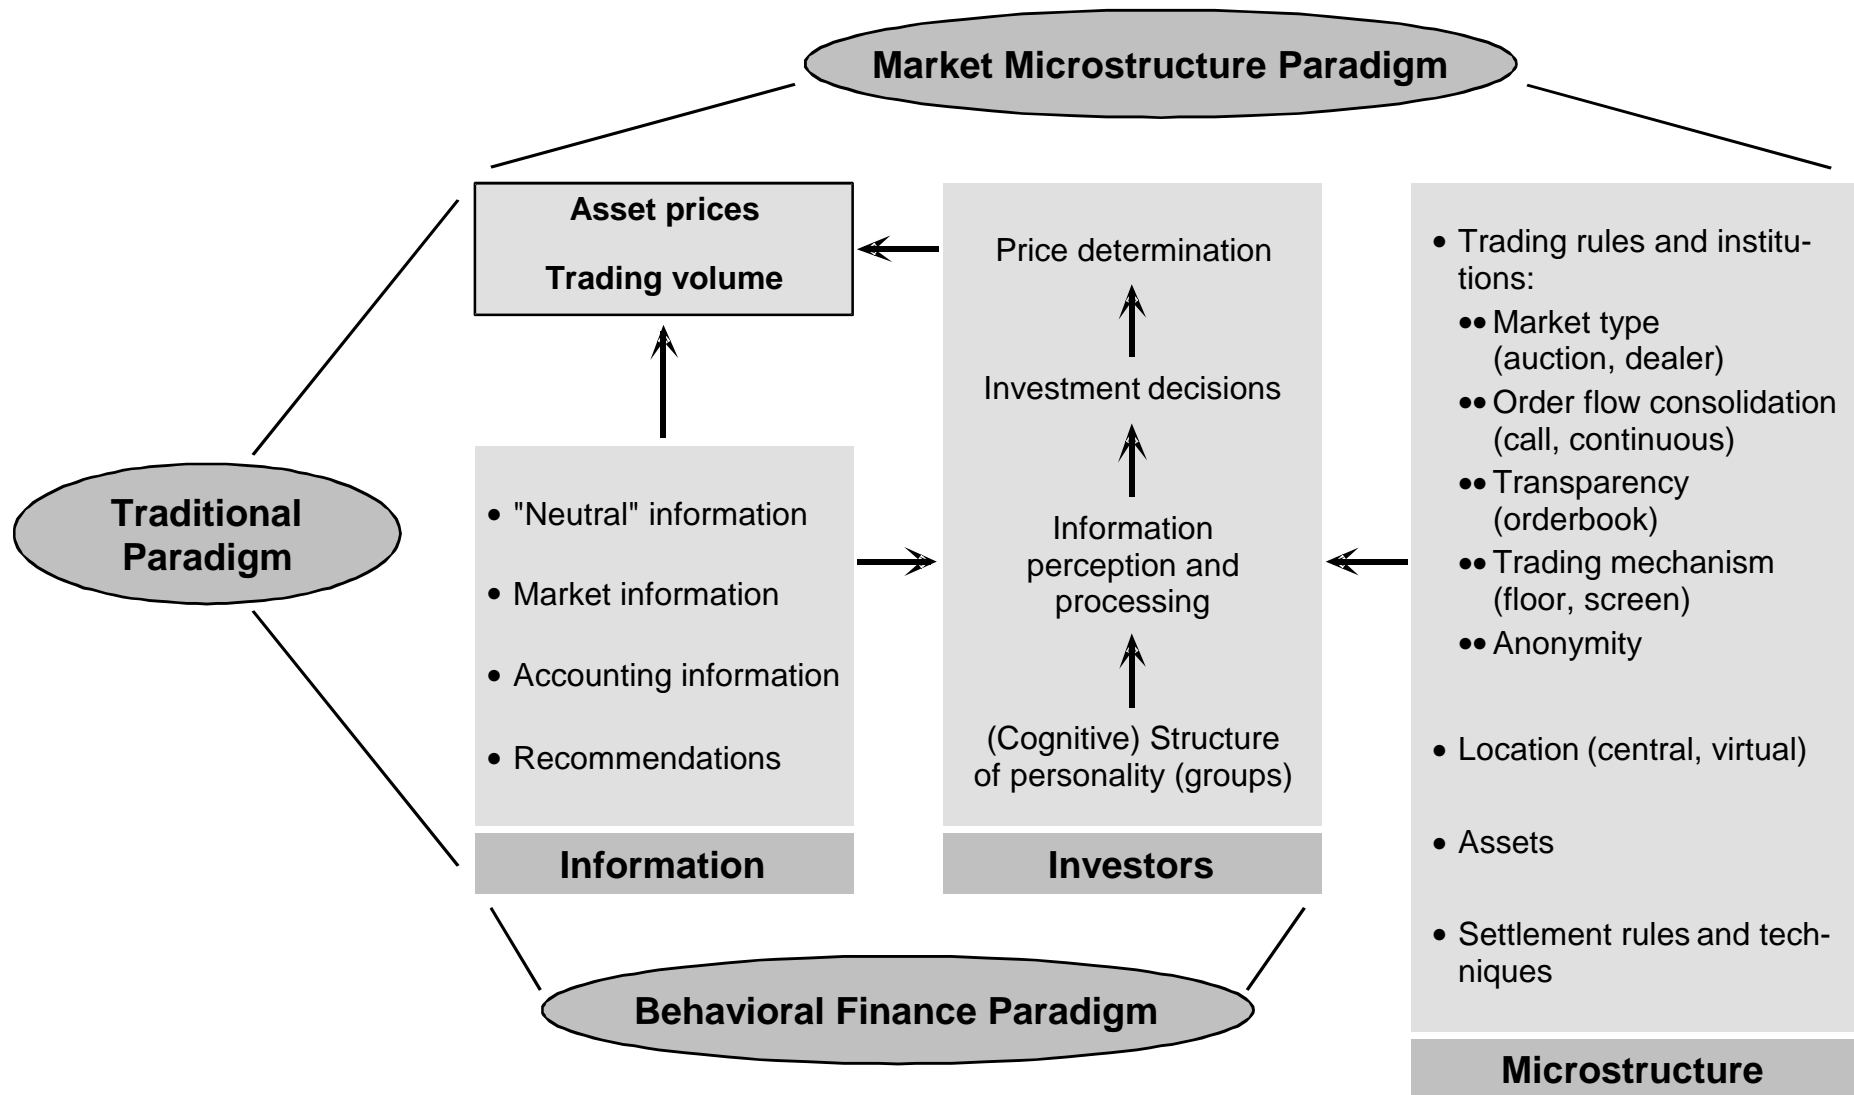 Market Microstructure Paradigm
Asset prices
Trading volume
Traditional
Paradigm
• "Neutral" information
• Market information
• Accounting information
• Recommendations
Information
Price determination
Investment decisions
Information
perception and
processing
(Cognitive) Structure
of personality (groups)
Investors
• Trading rules and institu-
tions:
•• Market type
(auction, dealer)
•• Order flow consolidation
(call, continuous)
•• Transparency
(orderbook)
•• Trading mechanism
(floor, screen)
•• Anonymity
• Location (central, virtual)
• Assets
• Settlement rules and tech-
niques
Microstructure
Behavioral Finance Paradigm